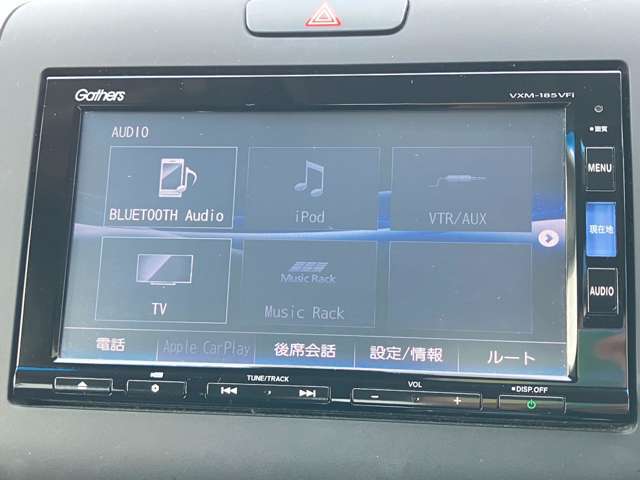 Gathers
VXM-185VFi
AUDIO
画質
MENU
現在地
AUDIO
BLUETOOTH Audio
iPod
VTR/AUX
TV
Music Rack
Music Rack
電話
Apple CarPlay
後席会話
設定/情報
ルート
TUNE/TRACK
VOL
DISP.OFF